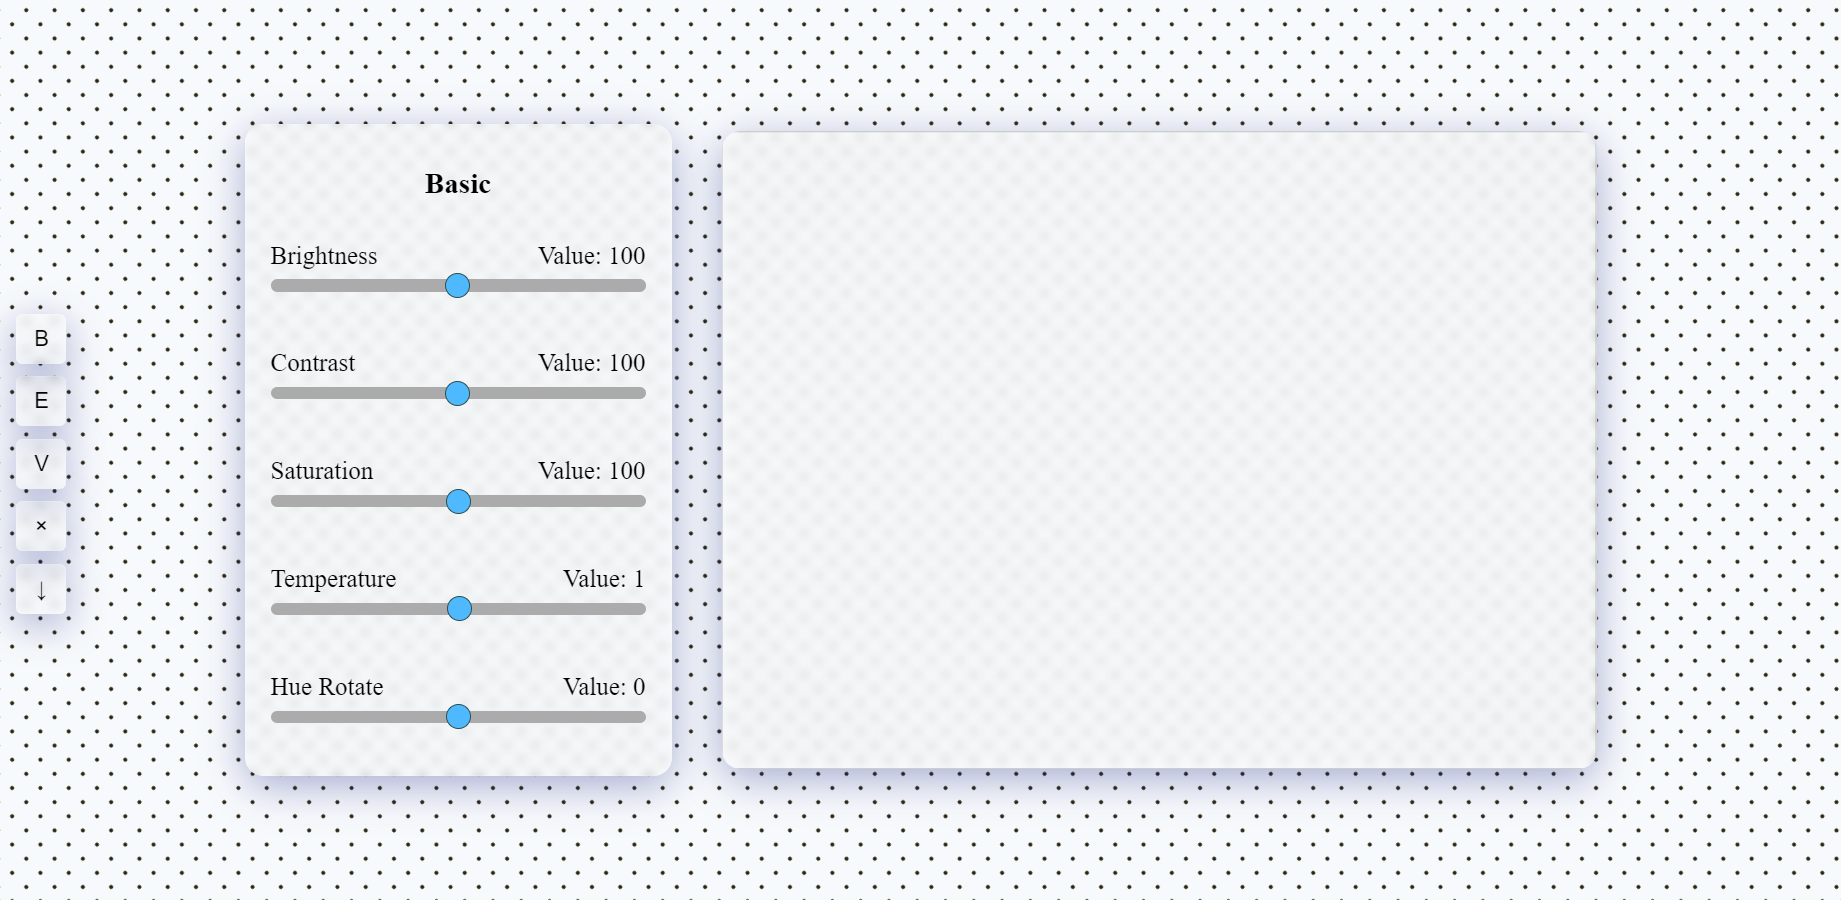 B
E
V
×
↓
Basic
Brightness Value: 100
Contrast Value: 100
Saturation Value: 100
Temperature Value: 1
Hue Rotate Value: 0